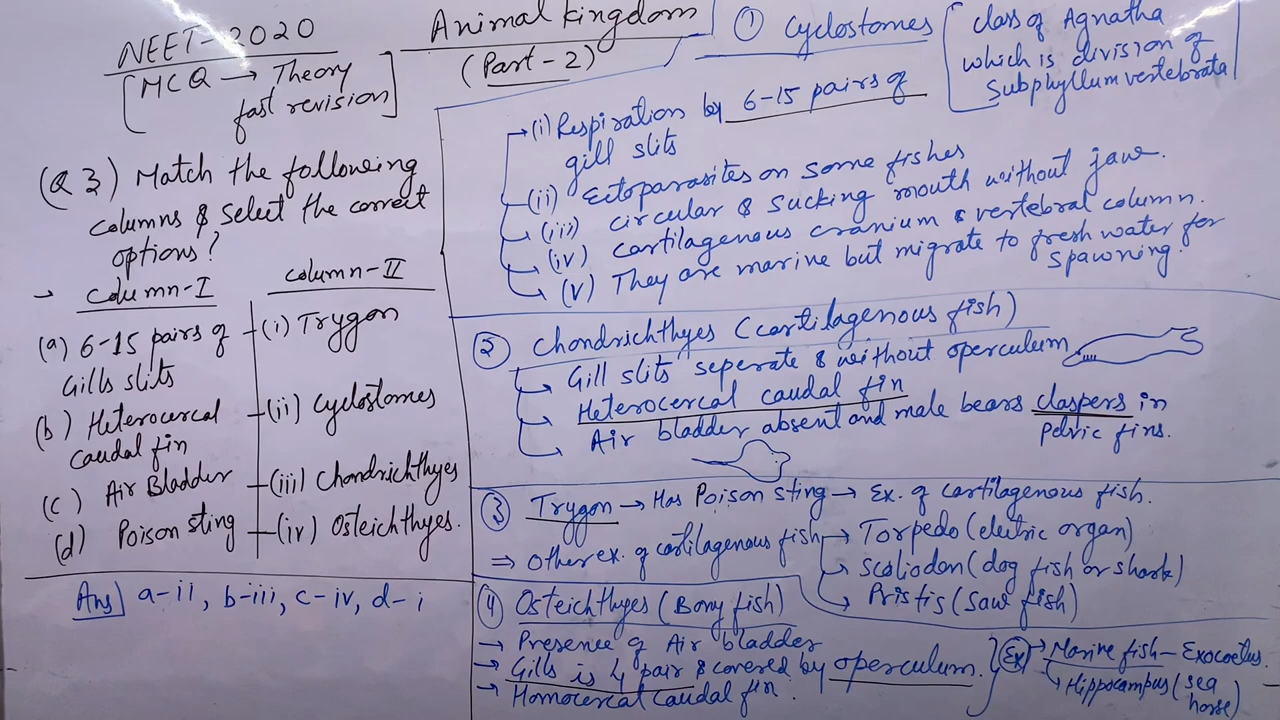 NEET-2020
[MCQ → Theory
fast revision]
Animal kingdom
(Part-2)
(Q 3) Match the following
columns & select the correct
options?
→ column-I
column-II
(a) 6-15 pairs of
Gills slits
(i) Trygon
(b) Heterocercal
caudal fin
(ii) Cyclostomes
(c) Air Bladder
(iii) Chondrichthyes
(d) Poison sting
(iv) Osteichthyes.
Ans] a-ii, b-iii, c-iv, d-i
① Cyclostomes [class of Agnatha
which is division of
Subphyllum vertebrata]
→ (i) Respiration by 6-15 pairs of
gill slits
(ii) Ectoparasites on some fishes
→ (iii) circular & sucking mouth without jaw.
→ (iv) cartilagenous cranium & vertebral column.
→ (v) They are marine but migrate to fresh water for
spawning.
② Chondrichthyes (cartilagenous fish)
→ Gill slits seperate & without operculum
→ Heterocercal caudal fin
→ Air bladder absent and male bears claspers in
pelvic fins.
③ Trygon → Has Poison sting → Ex. of cartilagenous fish.
⇒ Other ex. of cartilagenous fish → Torpedo (electric organ)
→ Scoliodon (dog fish or shark)
→ Pristis (Saw fish)
④ Osteichthyes (Bony fish)
→ Presence of Air bladder
→ Gills is 4 pair & covered by operculum.
→ Homocercal caudal fin.
Ex → Marine fish - Exocoetus.
→ Hippocampus (sea
horse)